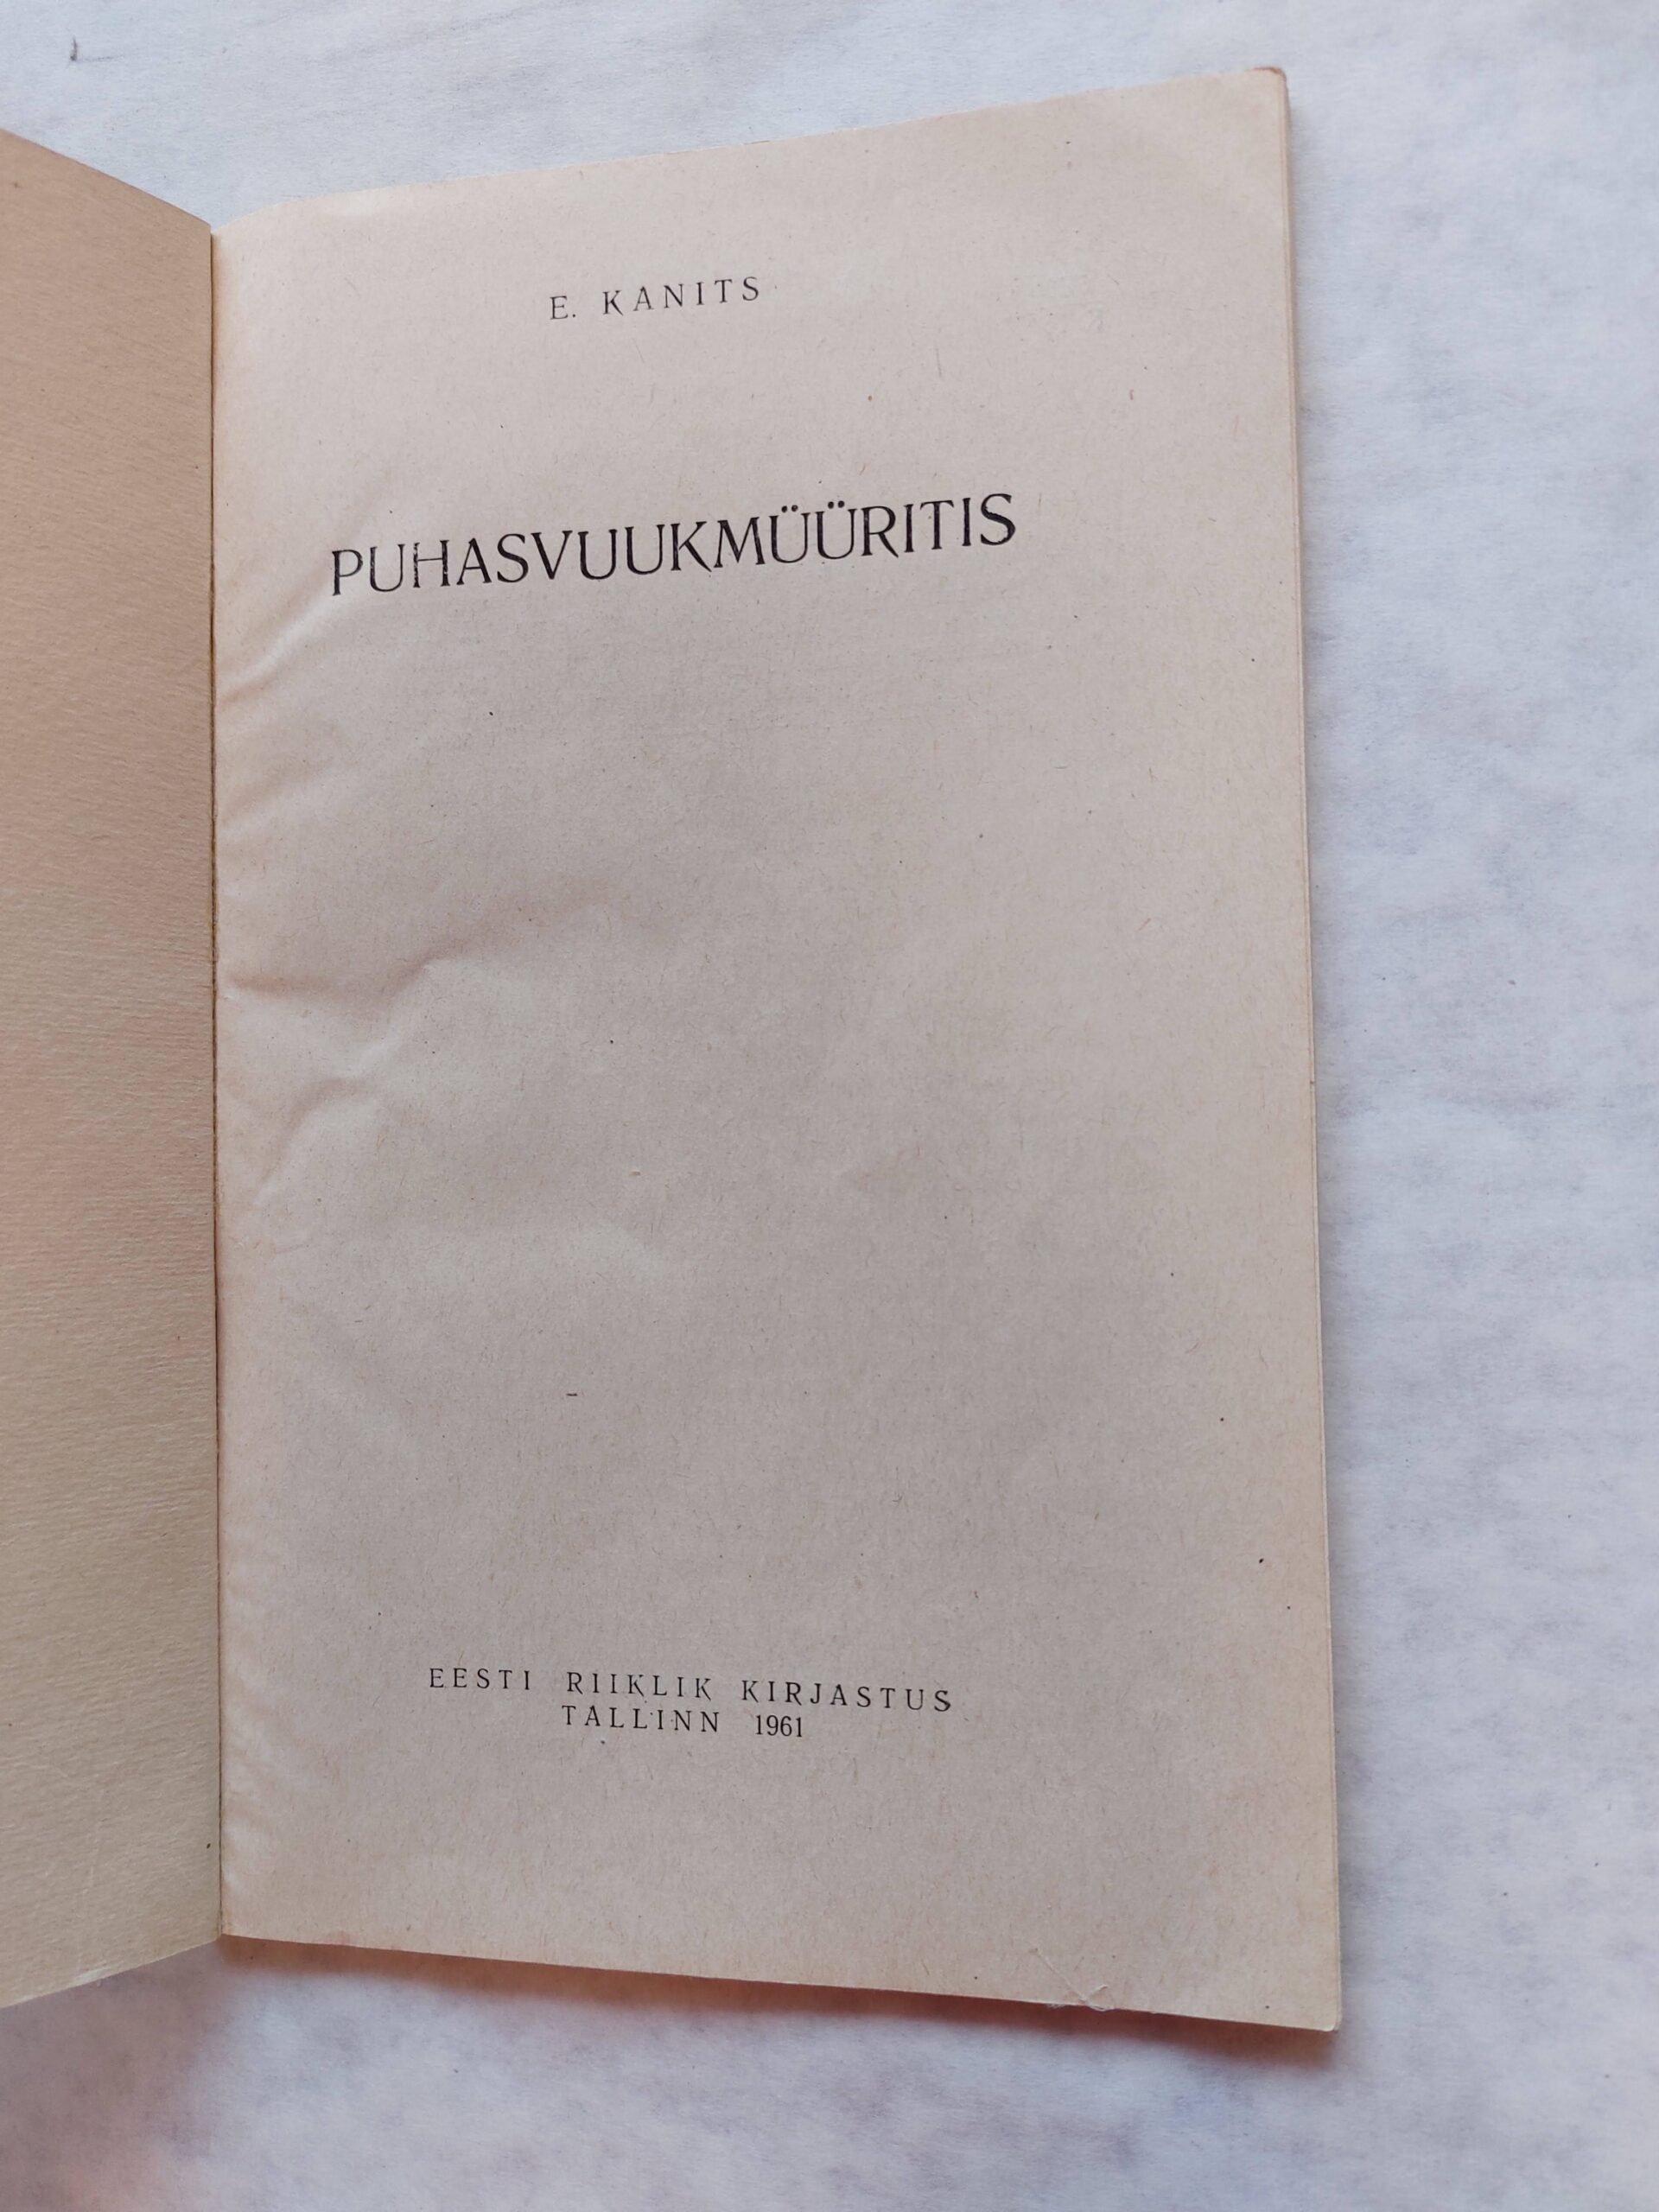 E. KANITS
PUHASVUUKMÜÜRITIS
EESTI RIIKLIK KIRJASTUS
TALLINN 1961